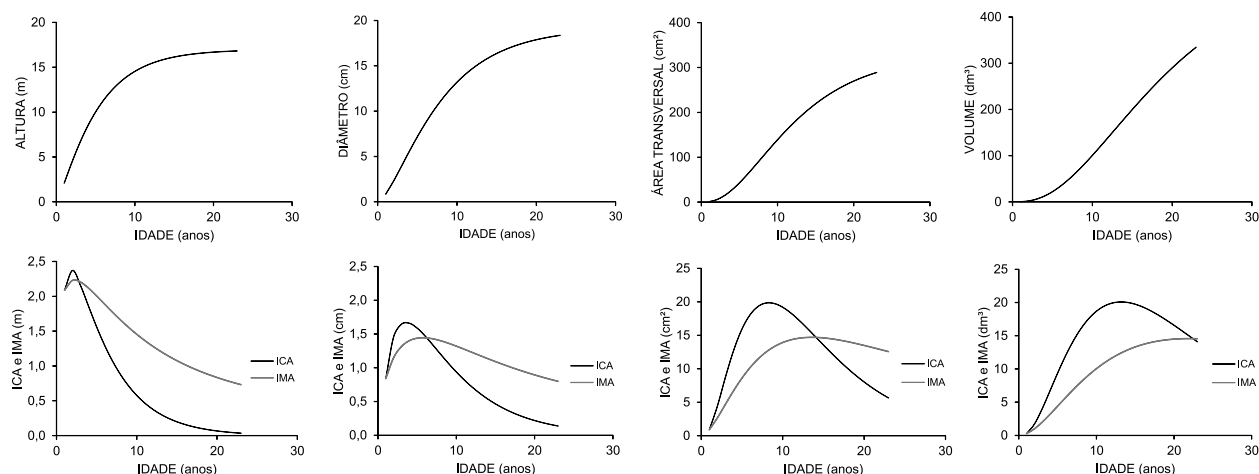 ALTURA (m)
20
15
10
5
0
0 10 20 30
IDADE (anos)
DIÂMETRO (cm)
20
15
10
5
0
0 10 20 30
IDADE (anos)
ÁREA TRANSVERSAL (cm²)
400
300
200
100
0
0 10 20 30
IDADE (anos)
VOLUME (dm³)
400
300
200
100
0
0 10 20 30
IDADE (anos)
ICA e IMA (m)
2,5
2,0
1,5
1,0
0,5
0,0
0 10 20 30
IDADE (anos)
ICA
IMA
ICA e IMA (cm)
2,5
2,0
1,5
1,0
0,5
0,0
0 10 20 30
IDADE (anos)
ICA
IMA
ICA e IMA (cm²)
25
20
15
10
5
0
0 10 20 30
IDADE (anos)
ICA
IMA
ICA e IMA (dm³)
25
20
15
10
5
0
0 10 20 30
IDADE (anos)
ICA
IMA